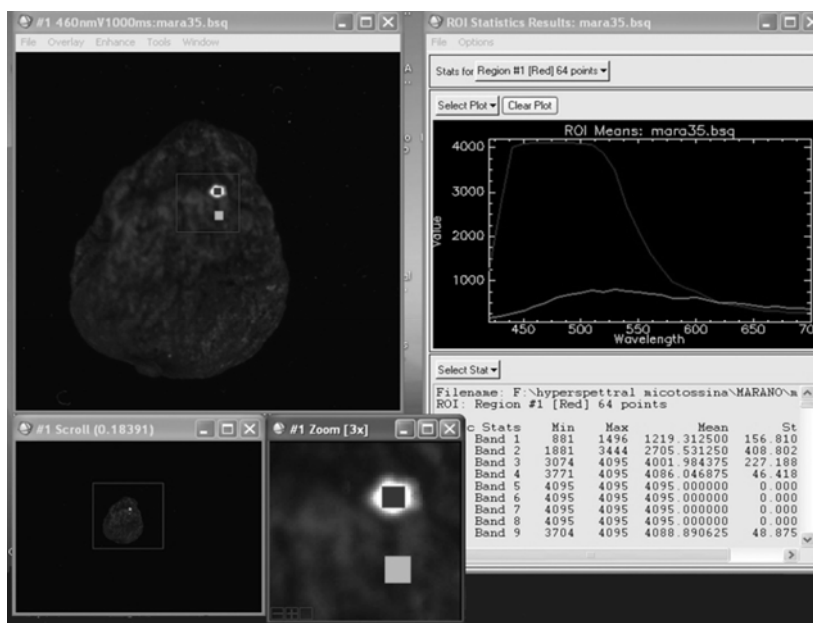 #1 460nmV1000ms:mara35.bsq
File Overlay Enhance Tools Window
ROI Statistics Results: mara35.bsq
File Options
Stats for Region #1 [Red] 64 points
Select Plot Clear Plot
ROI Means: mara35.bsq
4000
3000
2000
1000
Value
450 500 550 600 650 70
Wavelength
Select Stat
Filename: F:\hyperspettral micotossina\MARANO\m
ROI: Region #1 [Red] 64 points
c Stats Min Max Mean St
Band 1 881 1496 1219.312500 156.810
Band 2 1881 3444 2705.531250 408.802
Band 3 3074 4095 4001.984375 227.188
Band 4 3771 4095 4086.046875 46.418
Band 5 4095 4095 4095.000000 0.000
Band 6 4095 4095 4095.000000 0.000
Band 7 4095 4095 4095.000000 0.000
Band 8 4095 4095 4095.000000 0.000
Band 9 3704 4095 4088.890625 48.875
#1 Scroll (0.18391)
#1 Zoom [3x]